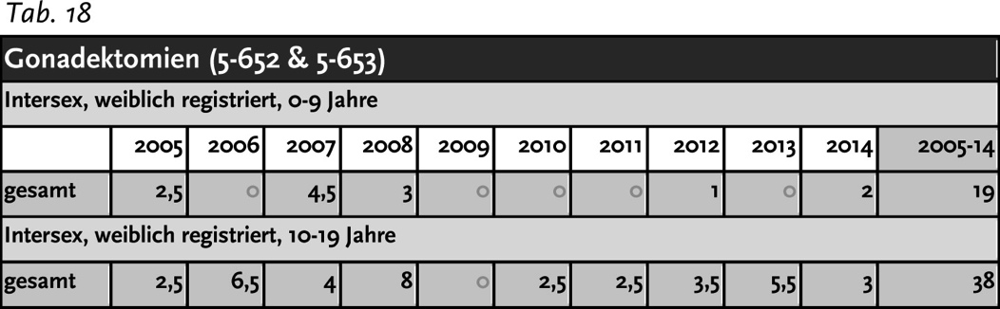 Tab. 18
Gonadektomien (5-652 & 5-653)
Intersex, weiblich registriert, 0-9 Jahre
2005 2006 2007 2008 2009 2010 2011 2012 2013 2014 2005-14
gesamt 2,5 0 4,5 3 0 0 0 1 0 2 19
Intersex, weiblich registriert, 10-19 Jahre
gesamt 2,5 6,5 4 8 0 2,5 2,5 3,5 5,5 3 38